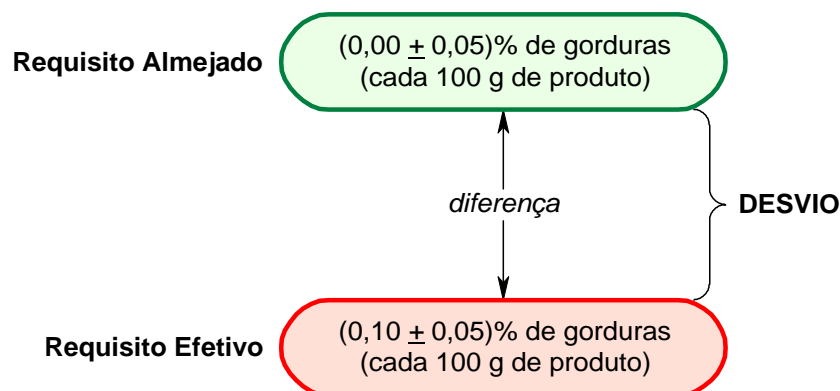 Requisito Almejado
(0,00 ± 0,05)% de gorduras
(cada 100 g de produto)
diferença
DESVIO
Requisito Efetivo
(0,10 ± 0,05)% de gorduras
(cada 100 g de produto)